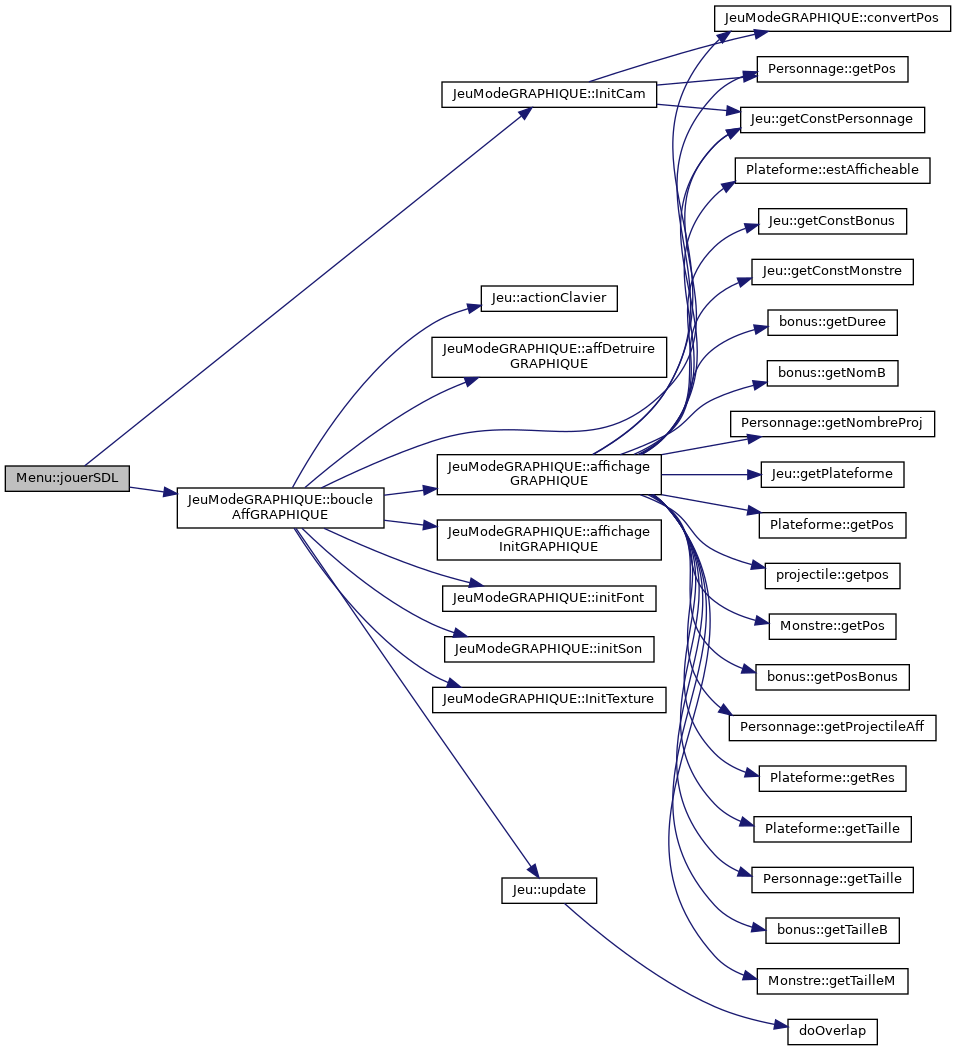 Menu::jouerSDL
JeuModeGRAPHIQUE::InitCam
JeuModeGRAPHIQUE::boucle
AffGRAPHIQUE
Jeu::actionClavier
JeuModeGRAPHIQUE::affDetruire
GRAPHIQUE
JeuModeGRAPHIQUE::affichage
GRAPHIQUE
JeuModeGRAPHIQUE::affichage
InitGRAPHIQUE
JeuModeGRAPHIQUE::initFont
JeuModeGRAPHIQUE::initSon
JeuModeGRAPHIQUE::InitTexture
Jeu::update
JeuModeGRAPHIQUE::convertPos
Personnage::getPos
Jeu::getConstPersonnage
Plateforme::estAfficheable
Jeu::getConstBonus
Jeu::getConstMonstre
bonus::getDuree
bonus::getNomB
Personnage::getNombreProj
Jeu::getPlateforme
Plateforme::getPos
projectile::getpos
Monstre::getPos
bonus::getPosBonus
Personnage::getProjectileAff
Plateforme::getRes
Plateforme::getTaille
Personnage::getTaille
bonus::getTailleB
Monstre::getTailleM
doOverlap